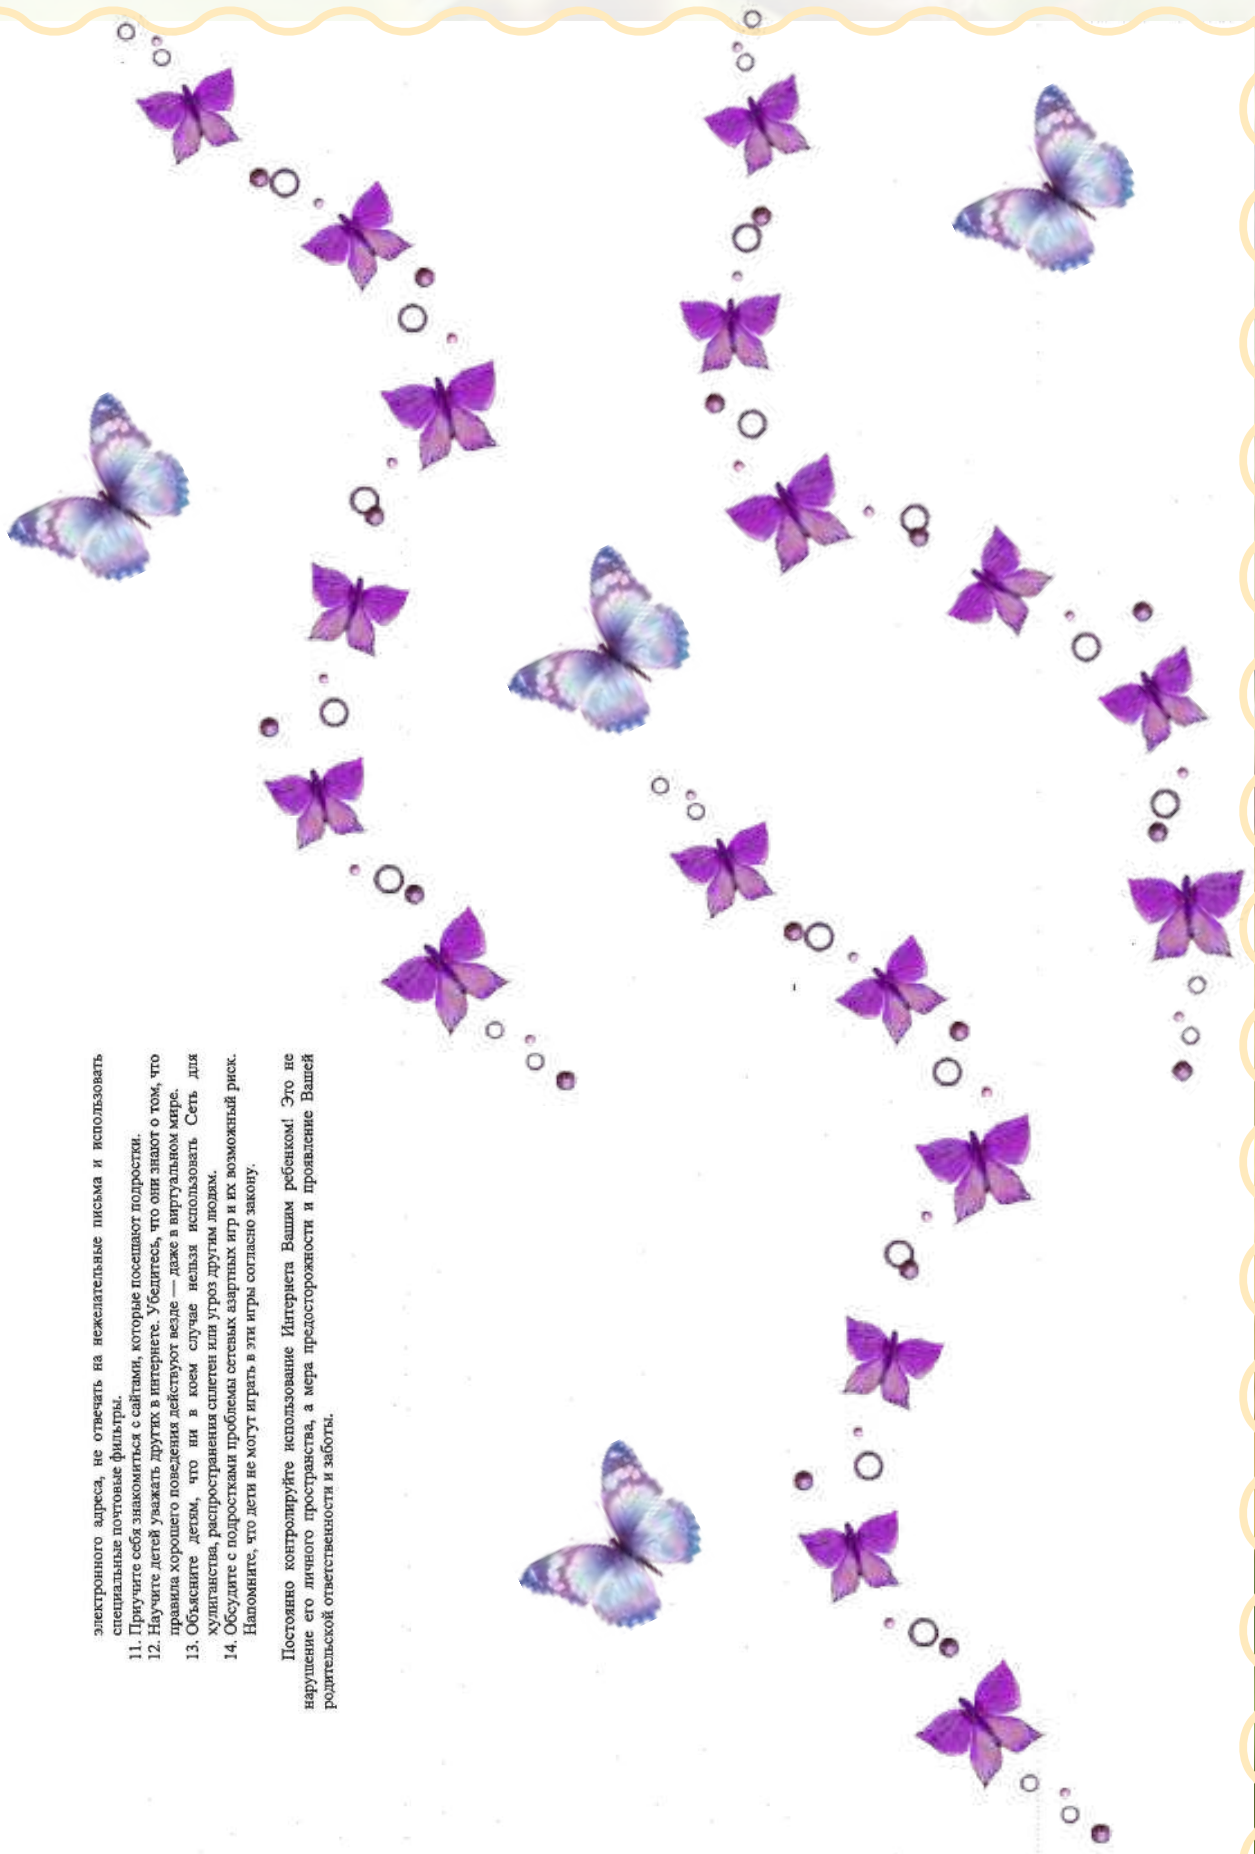 электронного адреса, не отвечать на нежелательные письма и использовать
специальные почтовые фильтры.
11. Приучите себя знакомиться с сайтами, которые посещают подростки.
12. Научите детей уважать других в интернете. Убедитесь, что они знают о том, что
правила хорошего поведения действуют везде — даже в виртуальном мире.
13. Объясните детям, что ни в коем случае нельзя использовать Сеть для
хулиганства, распространения сплетен или угроз другим людям.
14. Обсудите с подростками проблемы сетевых азартных игр и их возможный риск.
Напомните, что дети не могут играть в эти игры согласно закону.
Постоянно контролируйте использование Интернета Вашим ребенком! Это не
нарушение его личного пространства, а мера предосторожности и проявление Вашей
родительской ответственности и заботы.